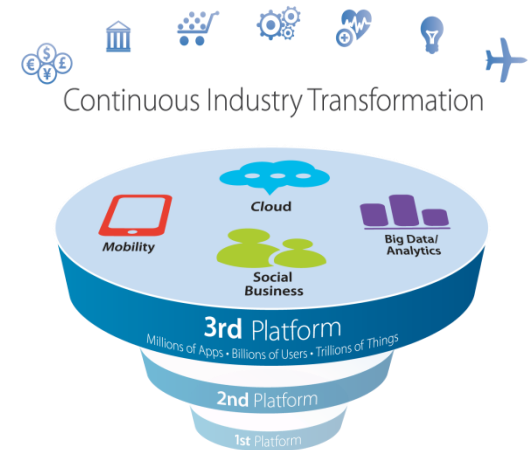 $
€ £
¥
Continuous Industry Transformation
Cloud
Mobility
Big Data/
Analytics
Social
Business
3rd Platform
Millions of Apps • Billions of Users • Trillions of Things
2nd Platform
1st Platform